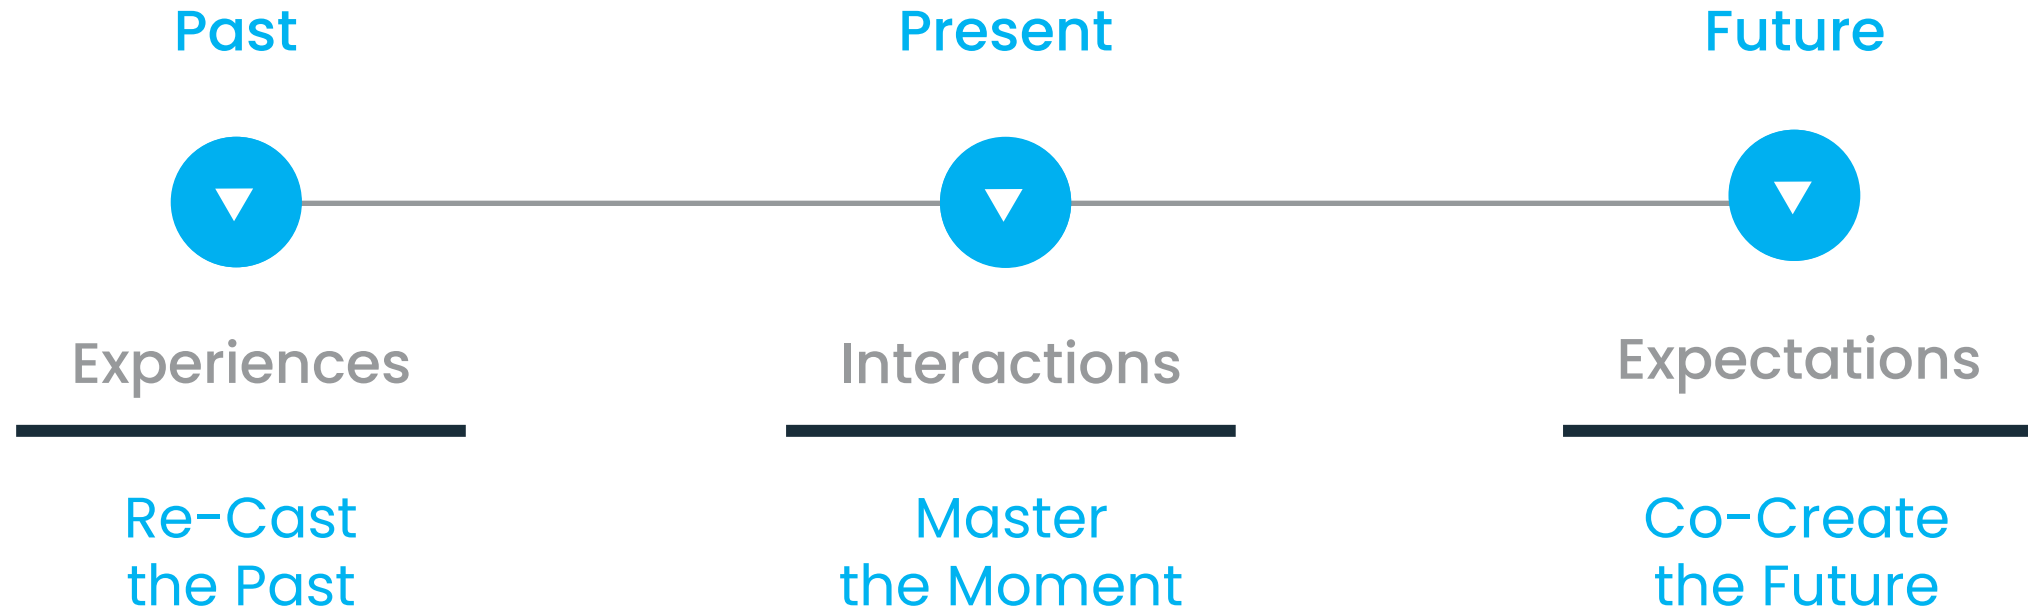 Past
Present
Future
Experiences
Interactions
Expectations
Re-Cast
the Past
Master
the Moment
Co-Create
the Future